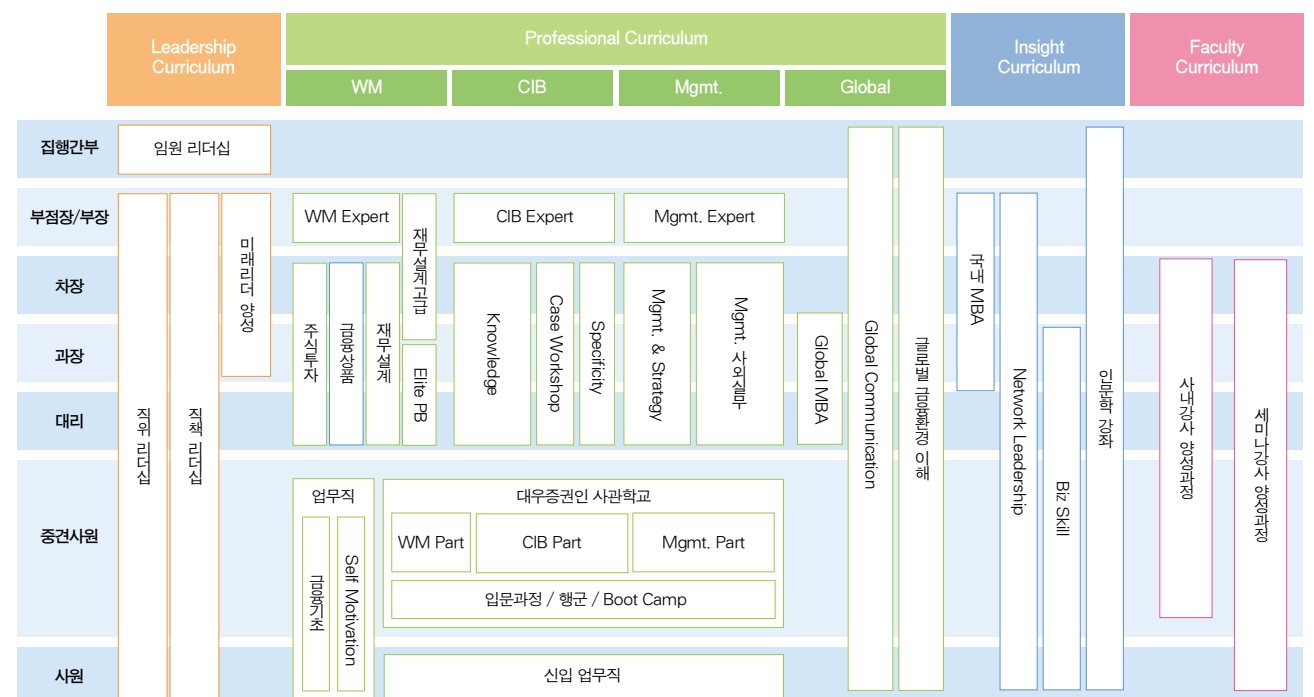 Leadership
Curriculum
Professional Curriculum
Insight
Curriculum
Faculty
Curriculum
WM
CIB
Mgmt.
Global
집행간부
임원 리더십
부점장/부장
WM Expert
CIB Expert
Mgmt. Expert
차장
과장
대리
중견사원
사원
직위 리더십
직책 리더십
미래리더 양성
주식투자
금융상품
재무설계
재무설계고급
Elite PB
Knowledge
Case Workshop
Specificity
Mgmt. & Strategy
Mgmt. 사외실마
Global MBA
Global Communication
글로벌 금융환경 이해
국내 MBA
Network Leadership
Biz Skill
인문학 강좌
사내강사 양성과정
세미나강사 양성과정
업무직
금융기초
Self Motivation
대우증권인 사관학교
WM Part
CIB Part
Mgmt. Part
입문과정 / 행군 / Boot Camp
신입 업무직